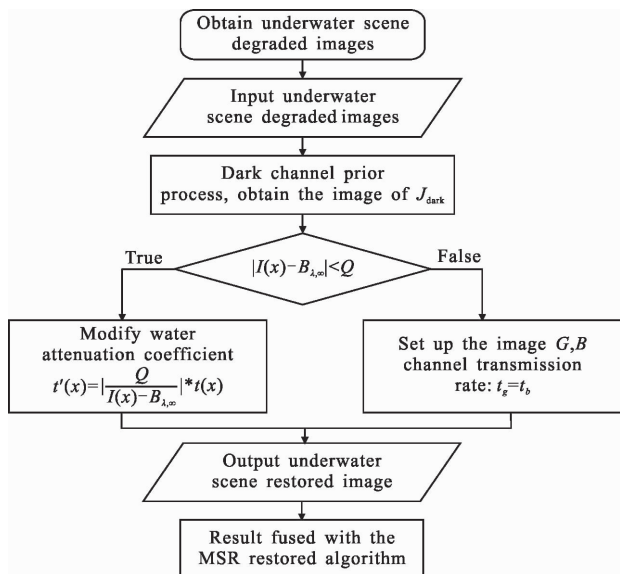 Obtain underwater scene
degraded images
Input underwater
scene degraded images
Dark channel prior
process, obtain the image of J_dark
True
|I(x)−B_λ,∞|<Q
False
Modify water
attenuation coefficient
t'(x)=|Q/(I(x)−B_λ,∞)|*t(x)
Set up the image G,B
channel transmission
rate: t_g=t_b
Output underwater
scene restored image
Result fused with the
MSR restored algorithm